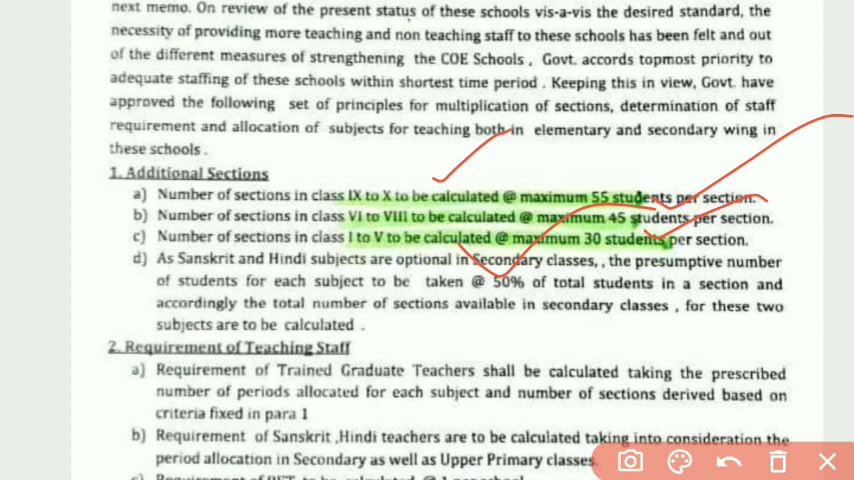 next memo. On review of the present status of these schools vis-a-vis the desired standard, the
necessity of providing more teaching and non teaching staff to these schools has been felt and out
of the different measures of strengthening the COE Schools , Govt. accords topmost priority to
adequate staffing of these schools within shortest time period . Keeping this in view, Govt. have
approved the following set of principles for multiplication of sections, determination of staff
requirement and allocation of subjects for teaching both in elementary and secondary wing in
these schools .
1. Additional Sections
a) Number of sections in class IX to X to be calculated @ maximum 55 students per section.
b) Number of sections in class VI to VIII to be calculated @ maximum 45 students per section.
c) Number of sections in class I to V to be calculated @ maximum 30 students per section.
d) As Sanskrit and Hindi subjects are optional in Secondary classes, , the presumptive number
of students for each subject to be taken @ 50% of total students in a section and
accordingly the total number of sections available in secondary classes , for these two
subjects are to be calculated .
2. Requirement of Teaching Staff
a) Requirement of Trained Graduate Teachers shall be calculated taking the prescribed
number of periods allocated for each subject and number of sections derived based on
criteria fixed in para 1
b) Requirement of Sanskrit ,Hindi teachers are to be calculated taking into consideration the
period allocation in Secondary as well as Upper Primary classes.